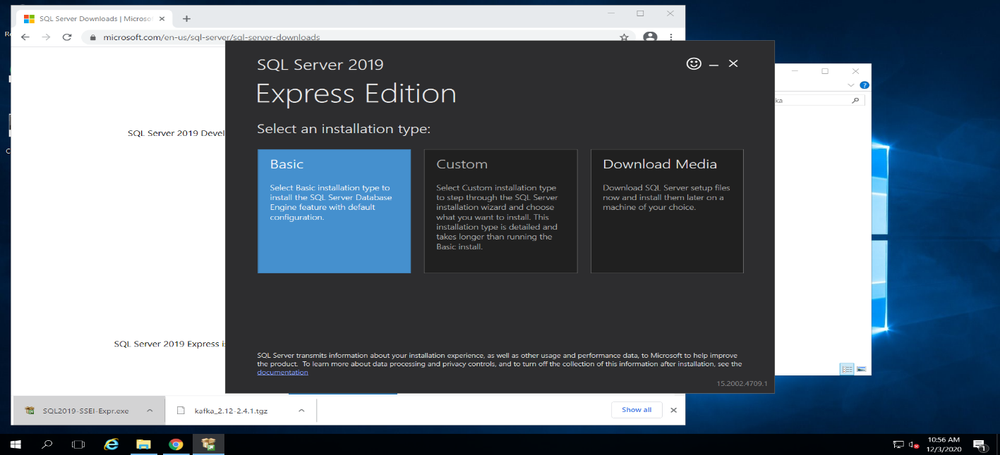 SQL Server Downloads | Microsof
microsoft.com/en-us/sql-server/sql-server-downloads
SQL Server 2019 Devel
SQL Server 2019 Express i
SQL Server 2019
Express Edition
Select an installation type:
Basic
Select Basic installation type to
install the SQL Server Database
Engine feature with default
configuration.
Custom
Select Custom installation type
to step through the SQL Server
installation wizard and choose
what you want to install. This
installation type is detailed and
takes longer than running the
Basic install.
Download Media
Download SQL Server setup files
now and install them later on a
machine of your choice.
SQL Server transmits information about your installation experience, as well as other usage and performance data, to Microsoft to help improve
the product. To learn more about data processing and privacy controls, and to turn off the collection of this information after installation, see the
documentation
15.2002.4709.1
ka
SQL2019-SSEI-Expr.exe
kafka_2.12-2.4.1.tgz
Show all
10:56 AM
12/3/2020
1